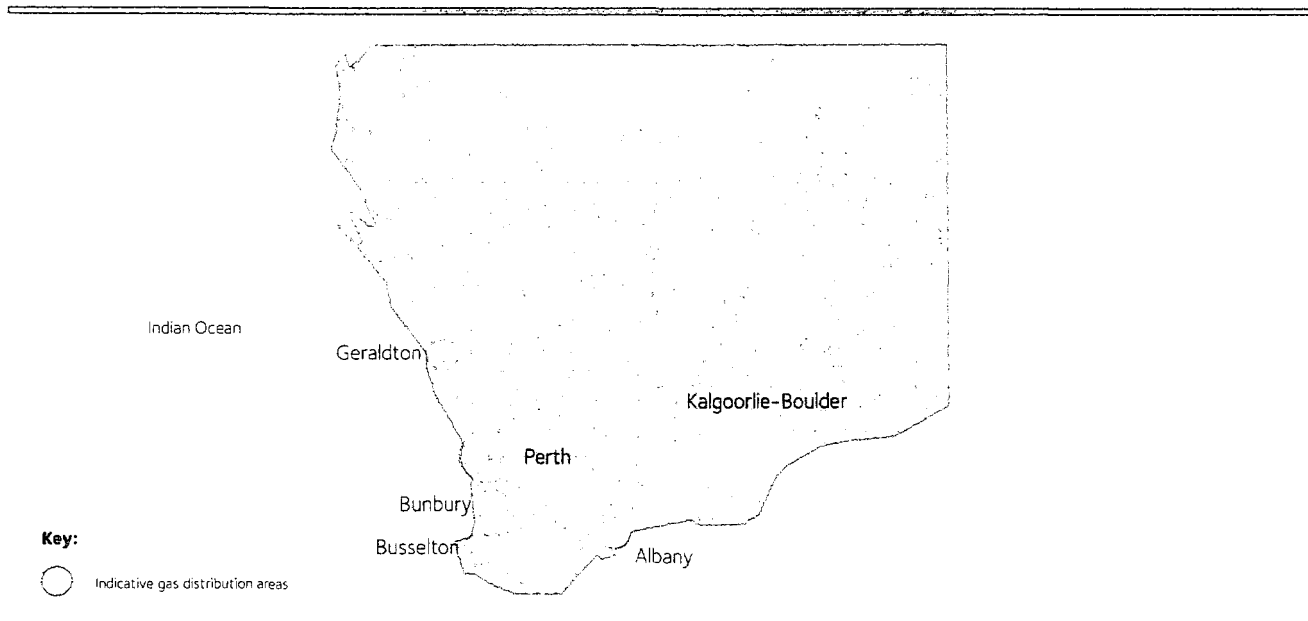 Indian Ocean
Geraldton
Kalgoorlie-Boulder
Perth
Bunbury
Busselton
Albany
Key:
Indicative gas distribution areas